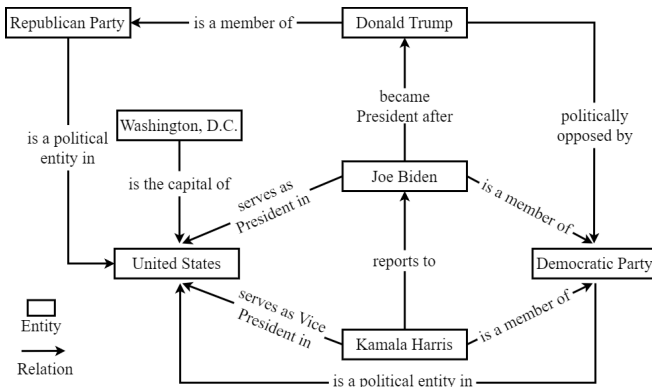 Republican Party
is a member of
Donald Trump
became
President after
politically
opposed by
is a political
entity in
Washington, D.C.
is the capital of
serves as
President in
Joe Biden
is a member of
United States
reports to
Democratic Party
serves as Vice
President in
is a member of
Kamala Harris
Entity
Relation
is a political entity in